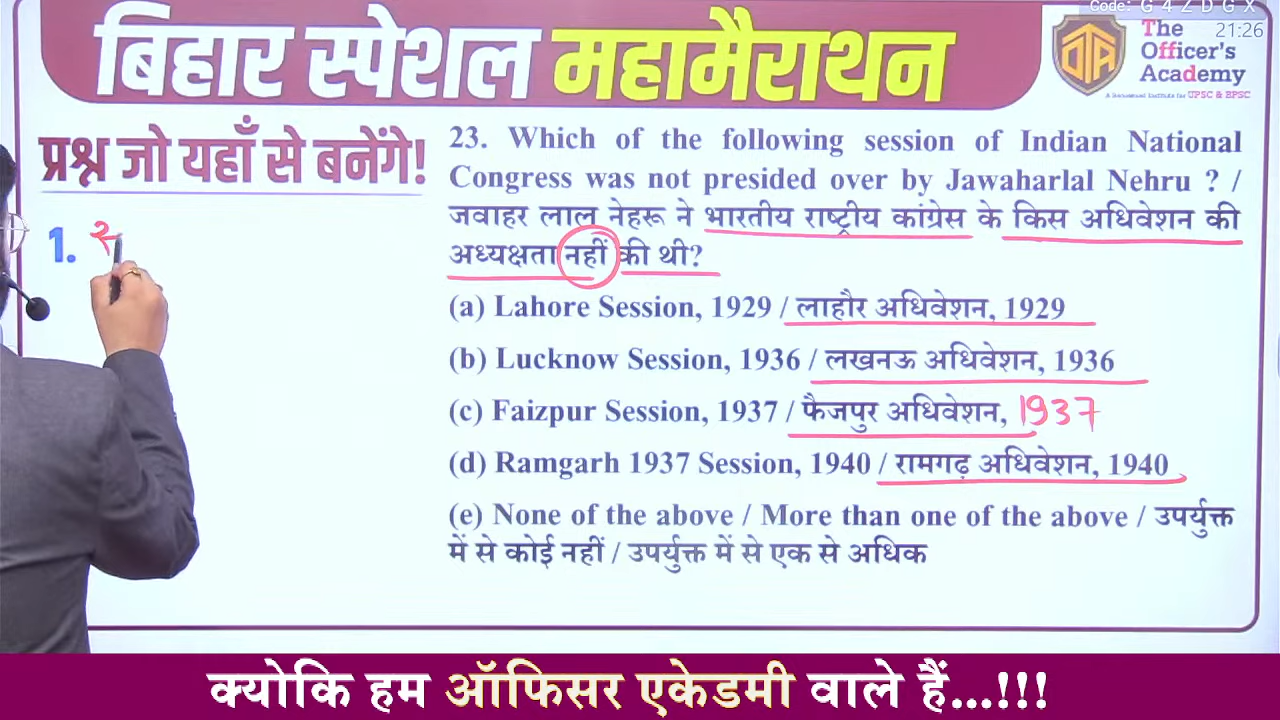 Code: G 4 Z D G X
बिहार स्पेशल महामैराथन
The
Officer's
Academy
21:26
UPSC & BPSC
प्रश्न जो यहाँ से बनेंगे!
1.
23. Which of the following session of Indian National
Congress was not presided over by Jawaharlal Nehru ? /
जवाहर लाल नेहरू ने भारतीय राष्ट्रीय कांग्रेस के किस अधिवेशन की
अध्यक्षता नहीं की थी?
(a) Lahore Session, 1929 / लाहौर अधिवेशन, 1929
(b) Lucknow Session, 1936 / लखनऊ अधिवेशन, 1936
(c) Faizpur Session, 1937 / फैजपुर अधिवेशन, 1937
(d) Ramgarh 1937 Session, 1940 / रामगढ़ अधिवेशन, 1940
(e) None of the above / More than one of the above / उपर्युक्त
में से कोई नहीं / उपर्युक्त में से एक से अधिक
क्योकि हम ऑफिसर एकेडमी वाले हैं...!!!